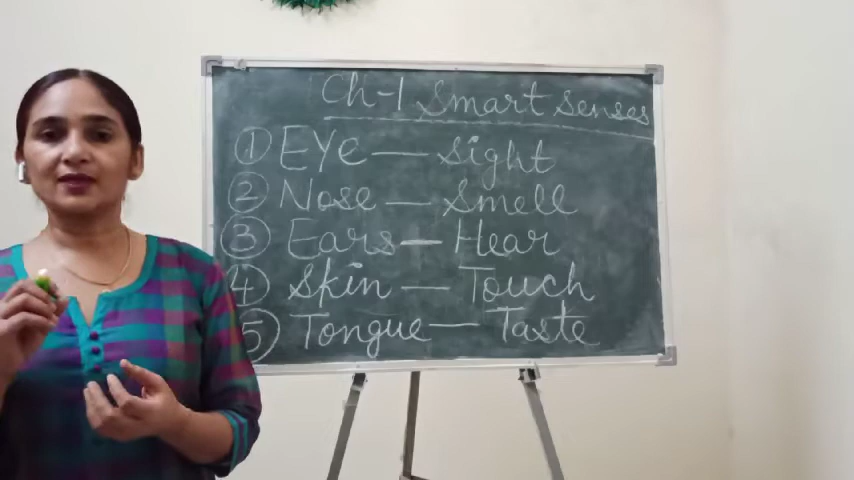 Ch-1 Smart Senses
① EYe — Sight
② Nose — Smell
③ Ears — Hear
④ Skin — Touch
⑤ Tongue — Taste